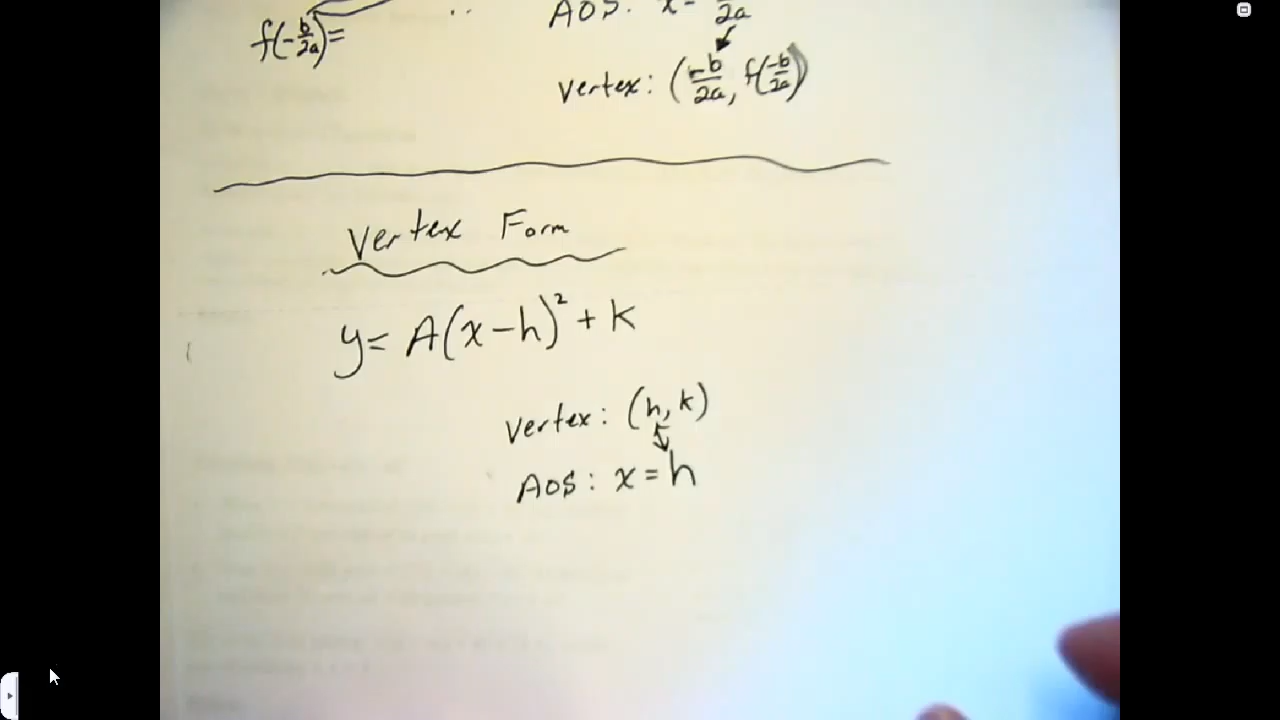 AOS: x = -b/2a
f(-b/2a)=
Vertex: (-b/2a, f(-b/2a))
Vertex Form
y = A(x-h)² + k
Vertex: (h, k)
AOS: x = h